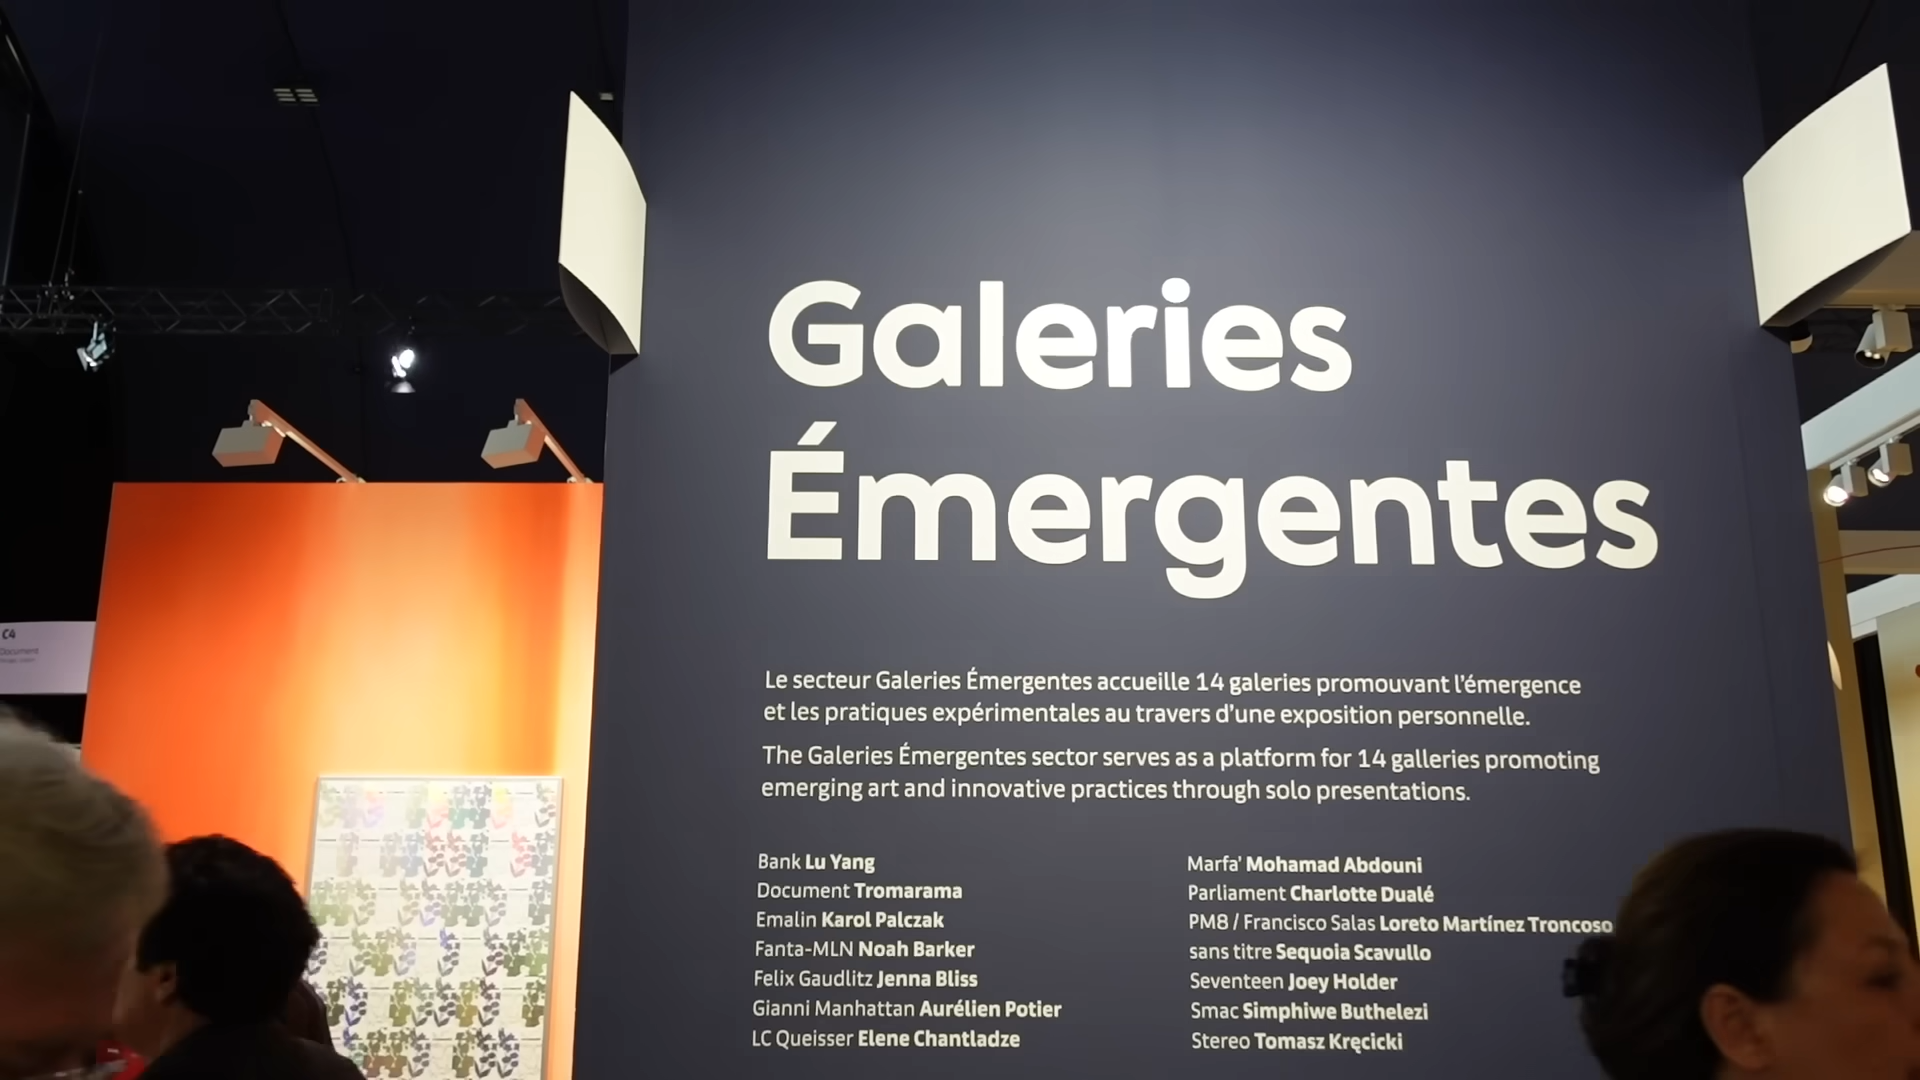 Galeries
Émergentes
Le secteur Galeries Émergentes accueille 14 galeries promouvant l'émergence
et les pratiques expérimentales au travers d'une exposition personnelle.
The Galeries Émergentes sector serves as a platform for 14 galleries promoting
emerging art and innovative practices through solo presentations.
Bank Lu Yang
Document Tromarama
Emalin Karol Palczak
Fanta-MLN Noah Barker
Felix Gaudlitz Jenna Bliss
Gianni Manhattan Aurélien Potier
LC Queisser Elene Chantladze
Marfa' Mohamad Abdouni
Parliament Charlotte Dualé
PM8 / Francisco Salas Loreto Martínez Troncoso
sans titre Sequoia Scavullo
Seventeen Joey Holder
Smac Simphiwe Buthelezi
Stereo Tomasz Kręcicki
C4
Document